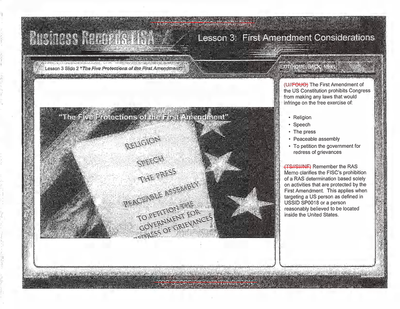 Business Records FISA
Lesson 3: First Amendment Considerations
Lesson 3 Slide 2 "The Five Protections of the First Amendment"
"The Five Protections of the First Amendment"
RELIGION
SPEECH
THE PRESS
PEACEABLE ASSEMBLY
TO PETITION THE
GOVERNMENT FOR
REDRESS OF GRIEVANCES
(U//FOUO) The First Amendment of
the US Constitution prohibits Congress
from making any laws that would
infringe on the free exercise of:
• Religion
• Speech
• The press
• Peaceable assembly
• To petition the government for
redress of grievances
(TS//SI//NF) Remember the RAS
Memo clarifies the FISC's prohibition
of a RAS determination based solely
on activities that are protected by the
First Amendment. This applies when
targeting a US person as defined in
USSID SP0018 or a person
reasonably believed to be located
inside the United States.